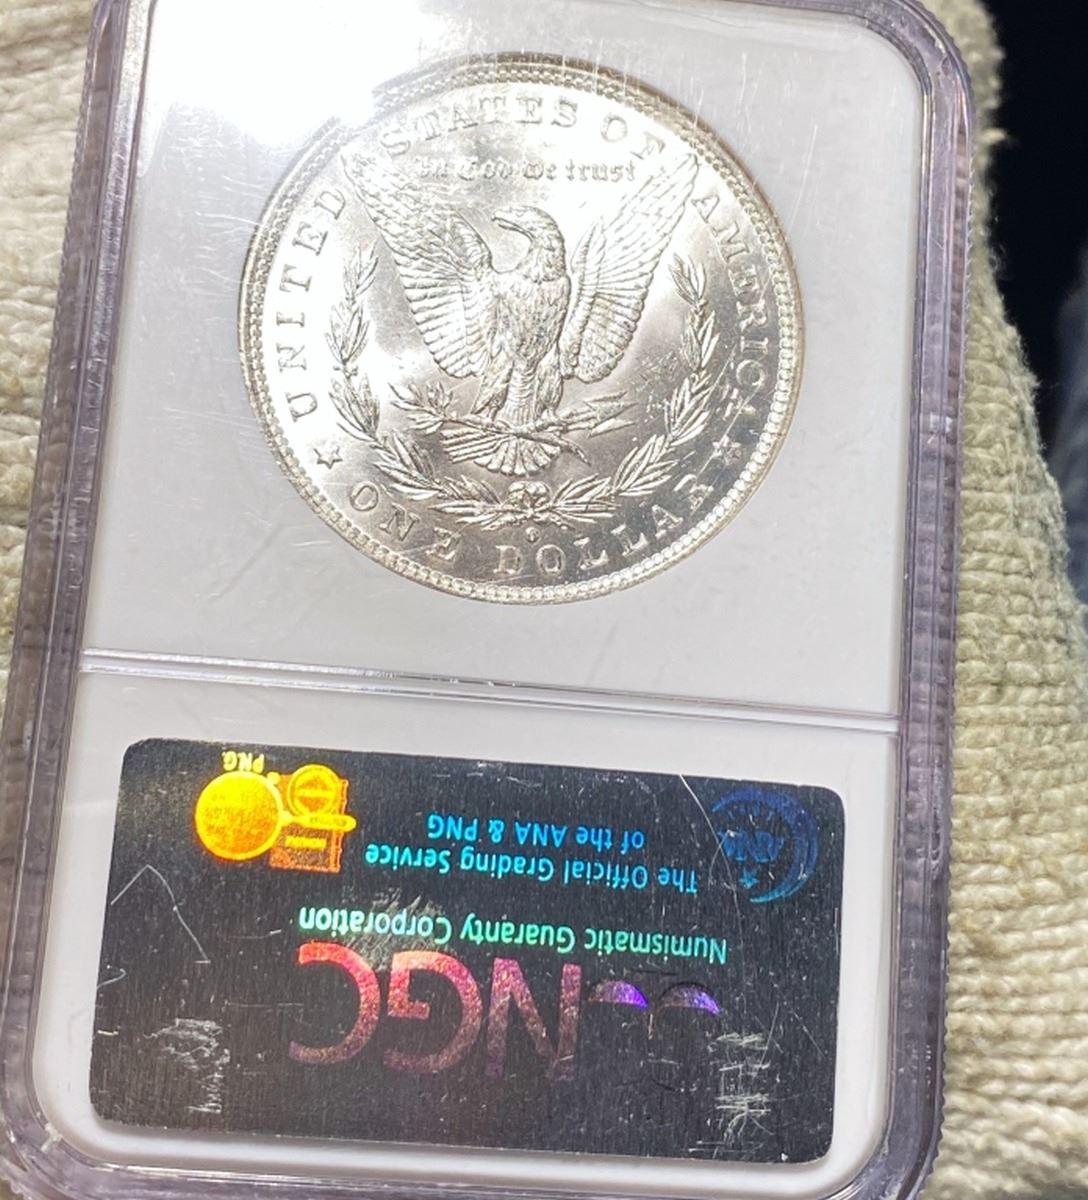 UNITED STATES OF AMERICA
In God we trust
ONE DOLLAR
O
NGC
Numismatic Guaranty Corporation
The Official Grading Service
of the ANA & PNG
PNG